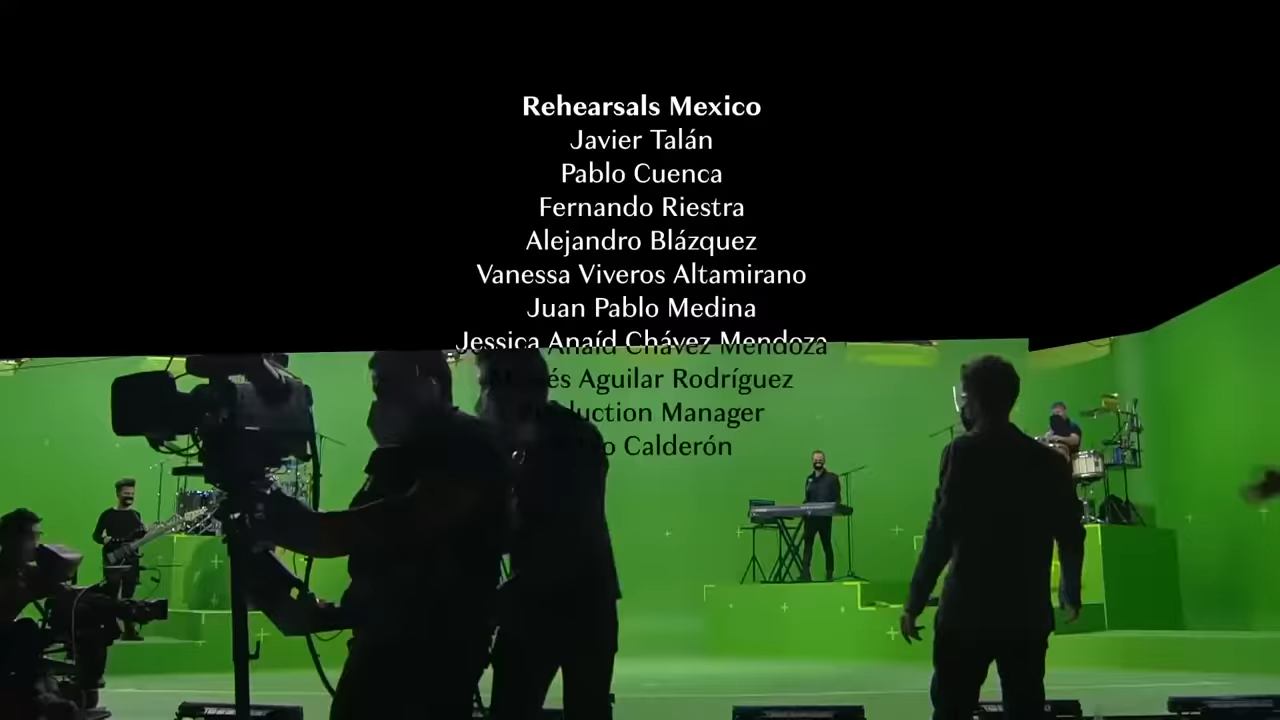 Rehearsals Mexico
Javier Talán
Pablo Cuenca
Fernando Riestra
Alejandro Blázquez
Vanessa Viveros Altamirano
Juan Pablo Medina
Jessica Anaíd Chávez Mendoza
Aguilar Rodríguez
Manager
Calderón